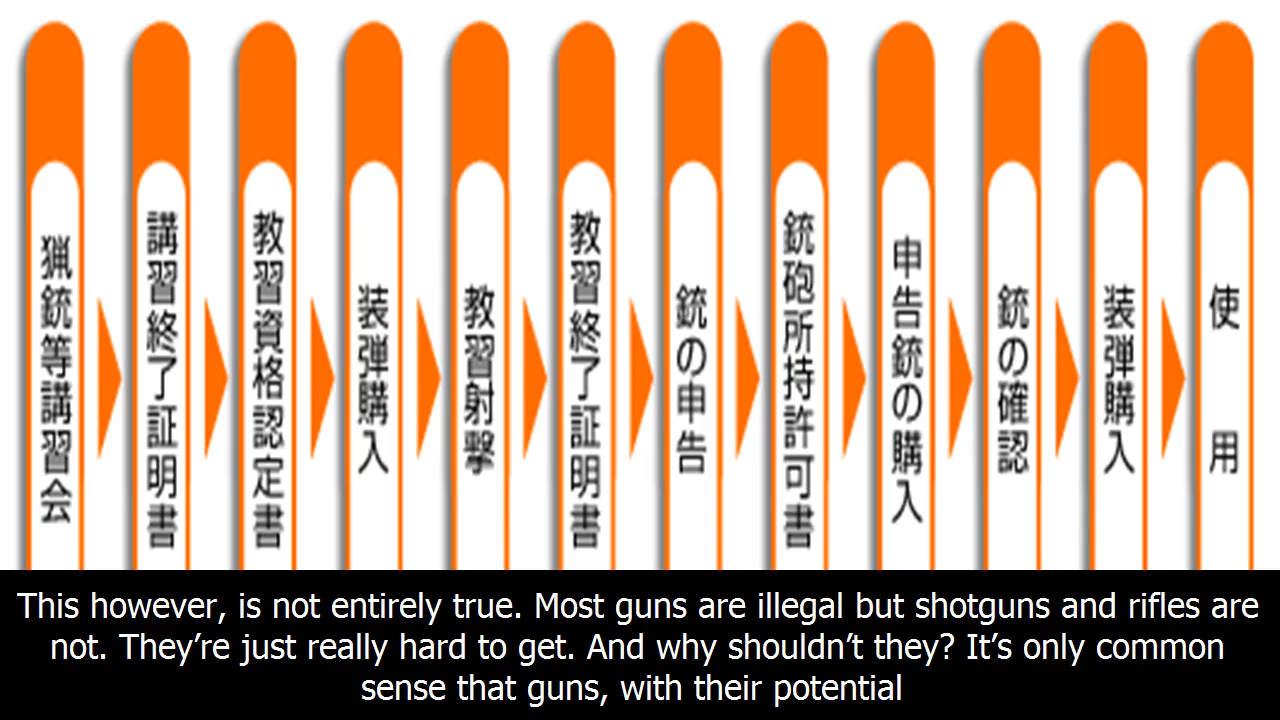 猟銃等講習会
講習終了証明書
教習資格認定書
装弾購入
教習射撃
教習終了証明書
銃の申告
銃砲所持許可書
申告銃の購入
銃の確認
装弾購入
使用
This however, is not entirely true. Most guns are illegal but shotguns and rifles are
not. They’re just really hard to get. And why shouldn’t they? It’s only common
sense that guns, with their potential